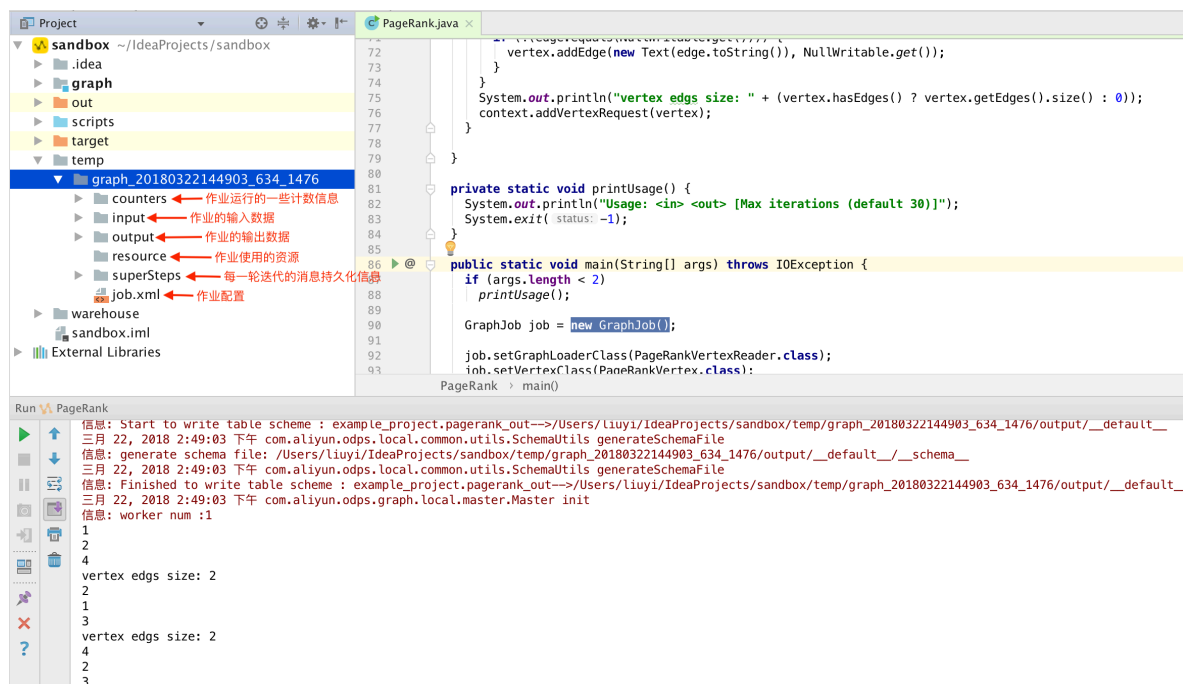 Project
sandbox ~/IdeaProjects/sandbox
.idea
graph
out
scripts
target
temp
graph_20180322144903_634_1476
counters 作业运行的一些计数信息
input 作业的输入数据
output 作业的输出数据
resource 作业使用的资源
superSteps 每一轮迭代的消息持久化信息
job.xml 作业配置
warehouse
sandbox.iml
External Libraries
PageRank.java
72 vertex.addEdge(new Text(edge.toString()), NullWritable.get());
73 }
74 }
75 System.out.println("vertex edgs size: " + (vertex.hasEdges() ? vertex.getEdges().size() : 0));
76 context.addVertexRequest(vertex);
77 }
78
79 }
80
81 private static void printUsage() {
82 System.out.println("Usage: <in> <out> [Max iterations (default 30)]");
83 System.exit( status: -1);
84 }
85
86 @ public static void main(String[] args) throws IOException {
if (args.length < 2)
88 printUsage();
89
90 GraphJob job = new GraphJob();
91
92 job.setGraphLoaderClass(PageRankVertexReader.class);
93 job.setVertexClass(PageRankVertex.class);
PageRank › main()
Run PageRank
信息: Start to write table scheme : example_project.pagerank_out-->/Users/liuyi/IdeaProjects/sandbox/temp/graph_20180322144903_634_1476/output/__default__
三月 22, 2018 2:49:03 下午 com.aliyun.odps.local.common.utils.SchemaUtils generateSchemaFile
信息: generate schema file: /Users/liuyi/IdeaProjects/sandbox/temp/graph_20180322144903_634_1476/output/__default__/__schema__
三月 22, 2018 2:49:03 下午 com.aliyun.odps.local.common.utils.SchemaUtils generateSchemaFile
信息: Finished to write table scheme : example_project.pagerank_out-->/Users/liuyi/IdeaProjects/sandbox/temp/graph_20180322144903_634_1476/output/__default_
三月 22, 2018 2:49:03 下午 com.aliyun.odps.graph.local.master.Master init
信息: worker num :1
1
2
4
vertex edgs size: 2
2
1
3
vertex edgs size: 2
4
2
3